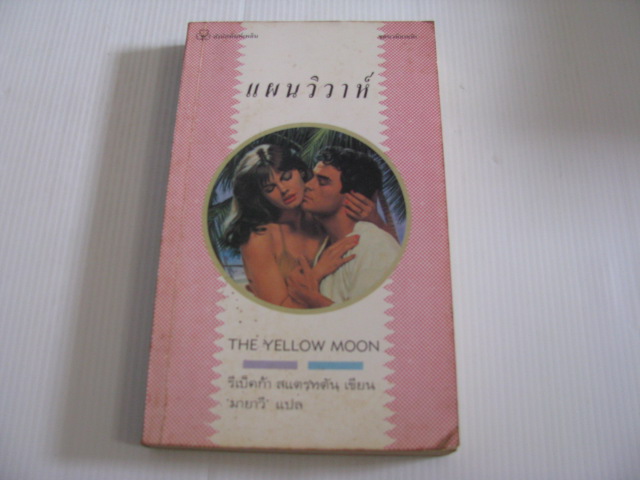 แผนวิวาห์
THE YELLOW MOON
รีเบ็คก้า สแตรทตัน เขียน
"มายาวี" แปล